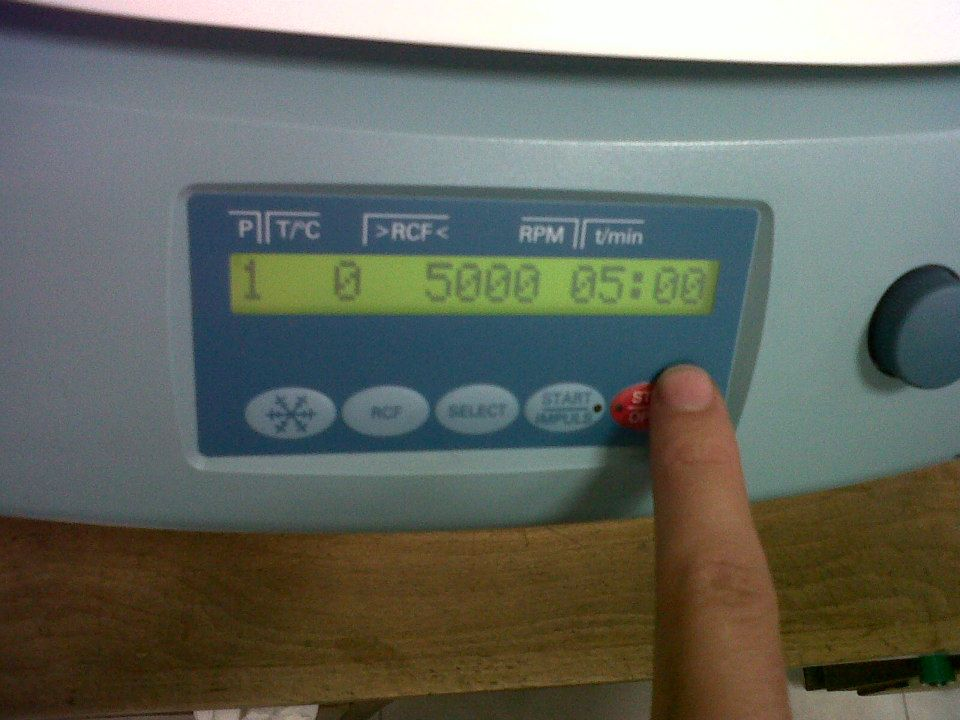 P T/°C >RCF< RPM t/min
1 0 5000 05:00
RCF SELECT START
IMPULS